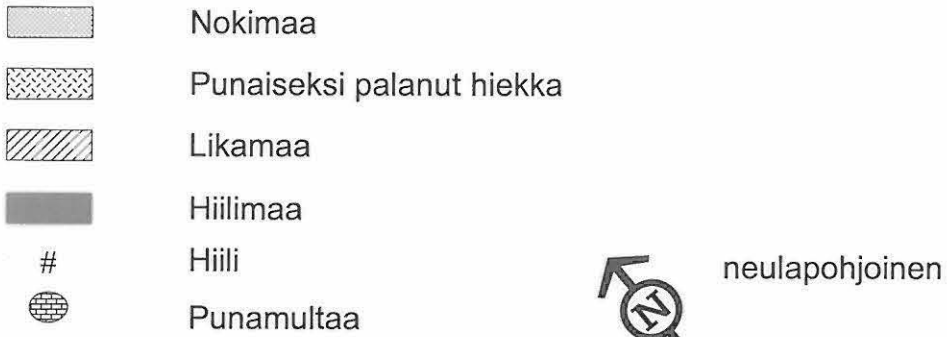 Nokimaa
Punaiseksi palanut hiekka
Likamaa
Hiilimaa
# Hiili
neulapohjoinen
N
Punamultaa